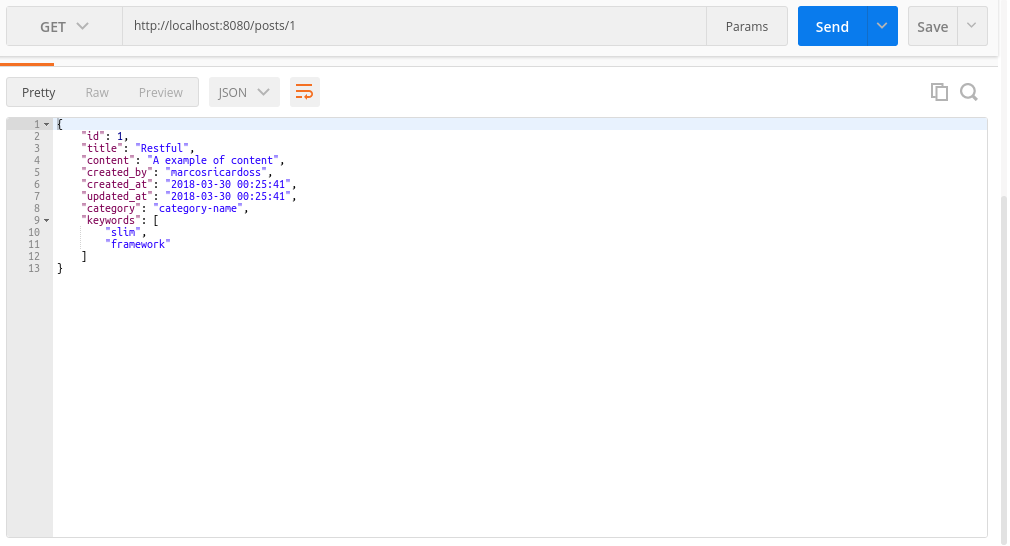 GET http://localhost:8080/posts/1 Params Send Save
Pretty Raw Preview JSON
1 {
2     "id": 1,
3     "title": "Restful",
4     "content": "A example of content",
5     "created_by": "marcosricardoss",
6     "created_at": "2018-03-30 00:25:41",
7     "updated_at": "2018-03-30 00:25:41",
8     "category": "category-name",
9     "keywords": [
10         "slim",
11         "framework"
12     ]
13 }